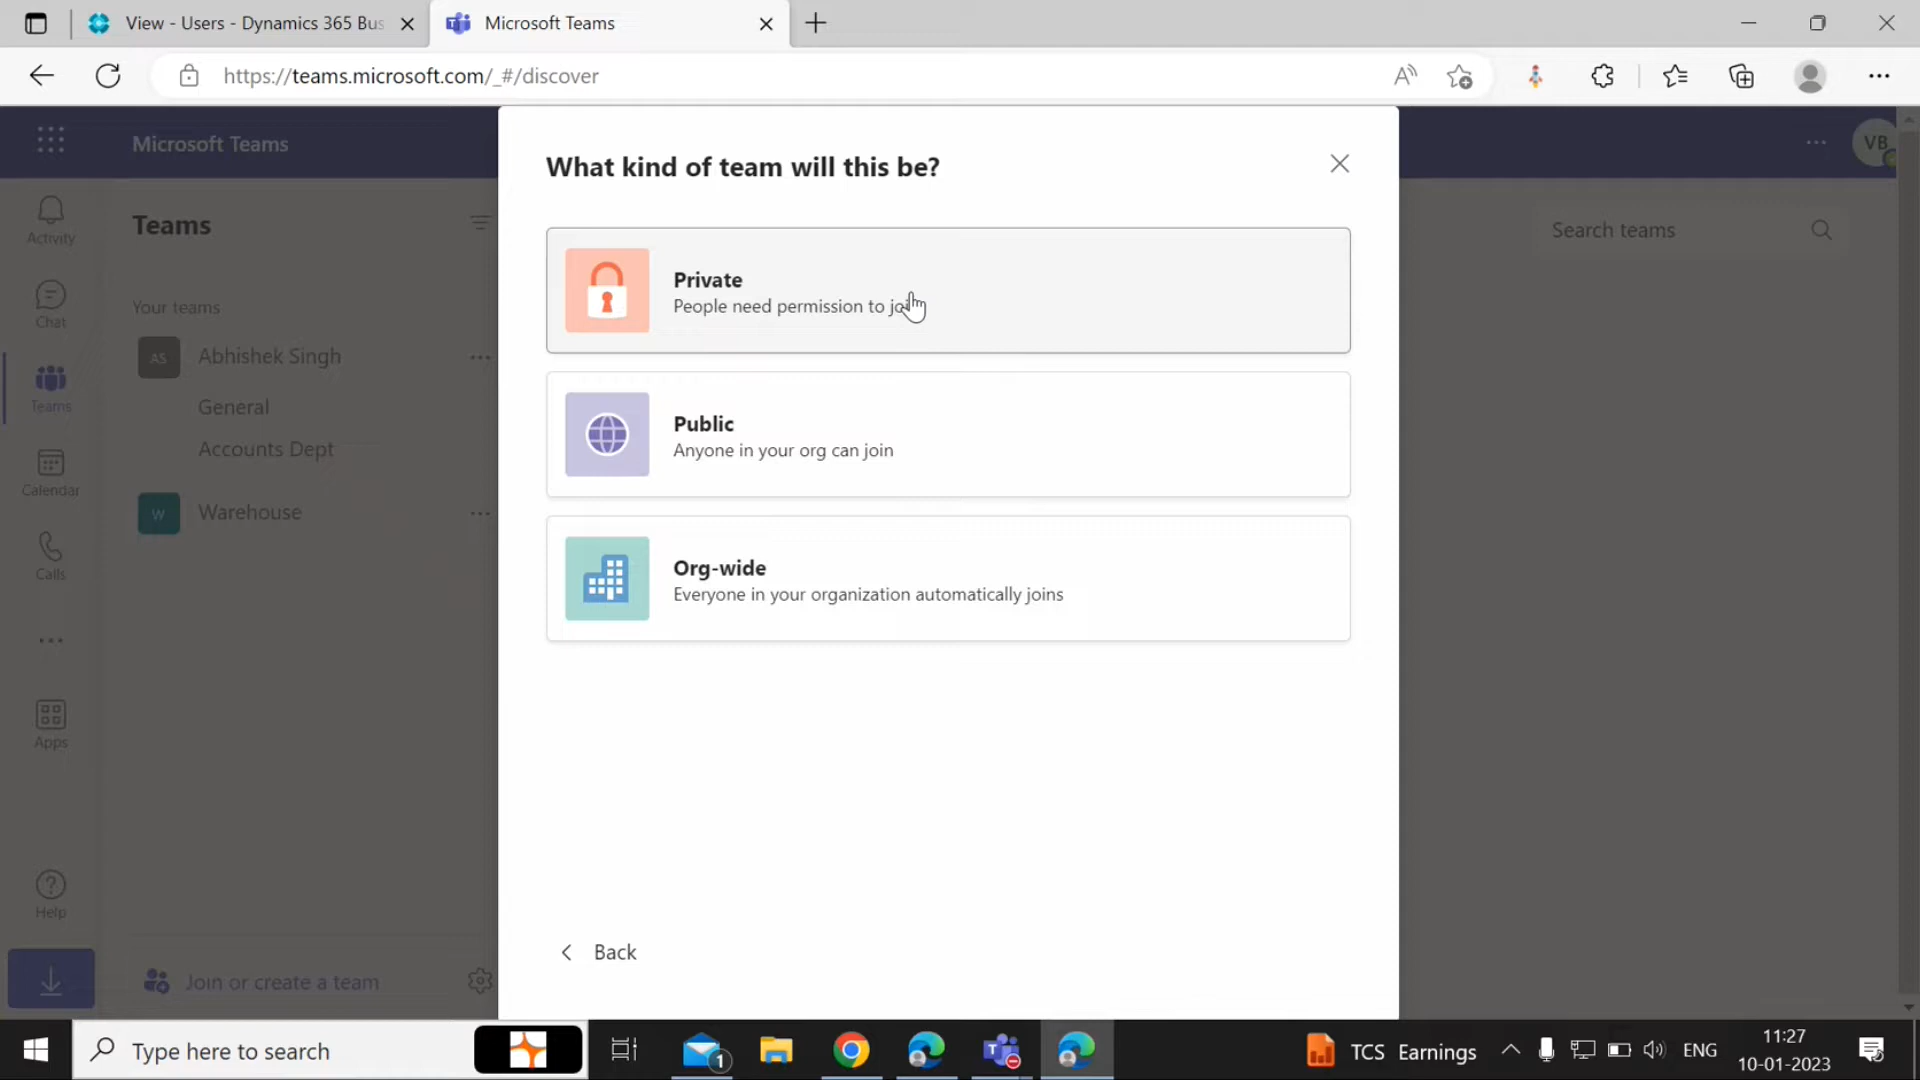 View - Users - Dynamics 365 Bus
Microsoft Teams
https://teams.microsoft.com/_#/discover
Microsoft Teams
VB
What kind of team will this be?
Private
People need permission to
Public
Anyone in your org can join
Org-wide
Everyone in your organization automatically joins
Back
Activity
Chat
Teams
Calendar
Calls
Apps
Help
Teams
Your teams
AS Abhishek Singh
General
Accounts Dept
W Warehouse
Join or create a team
Search teams
Type here to search
1
TCS Earnings
ENG
11:27
10-01-2023